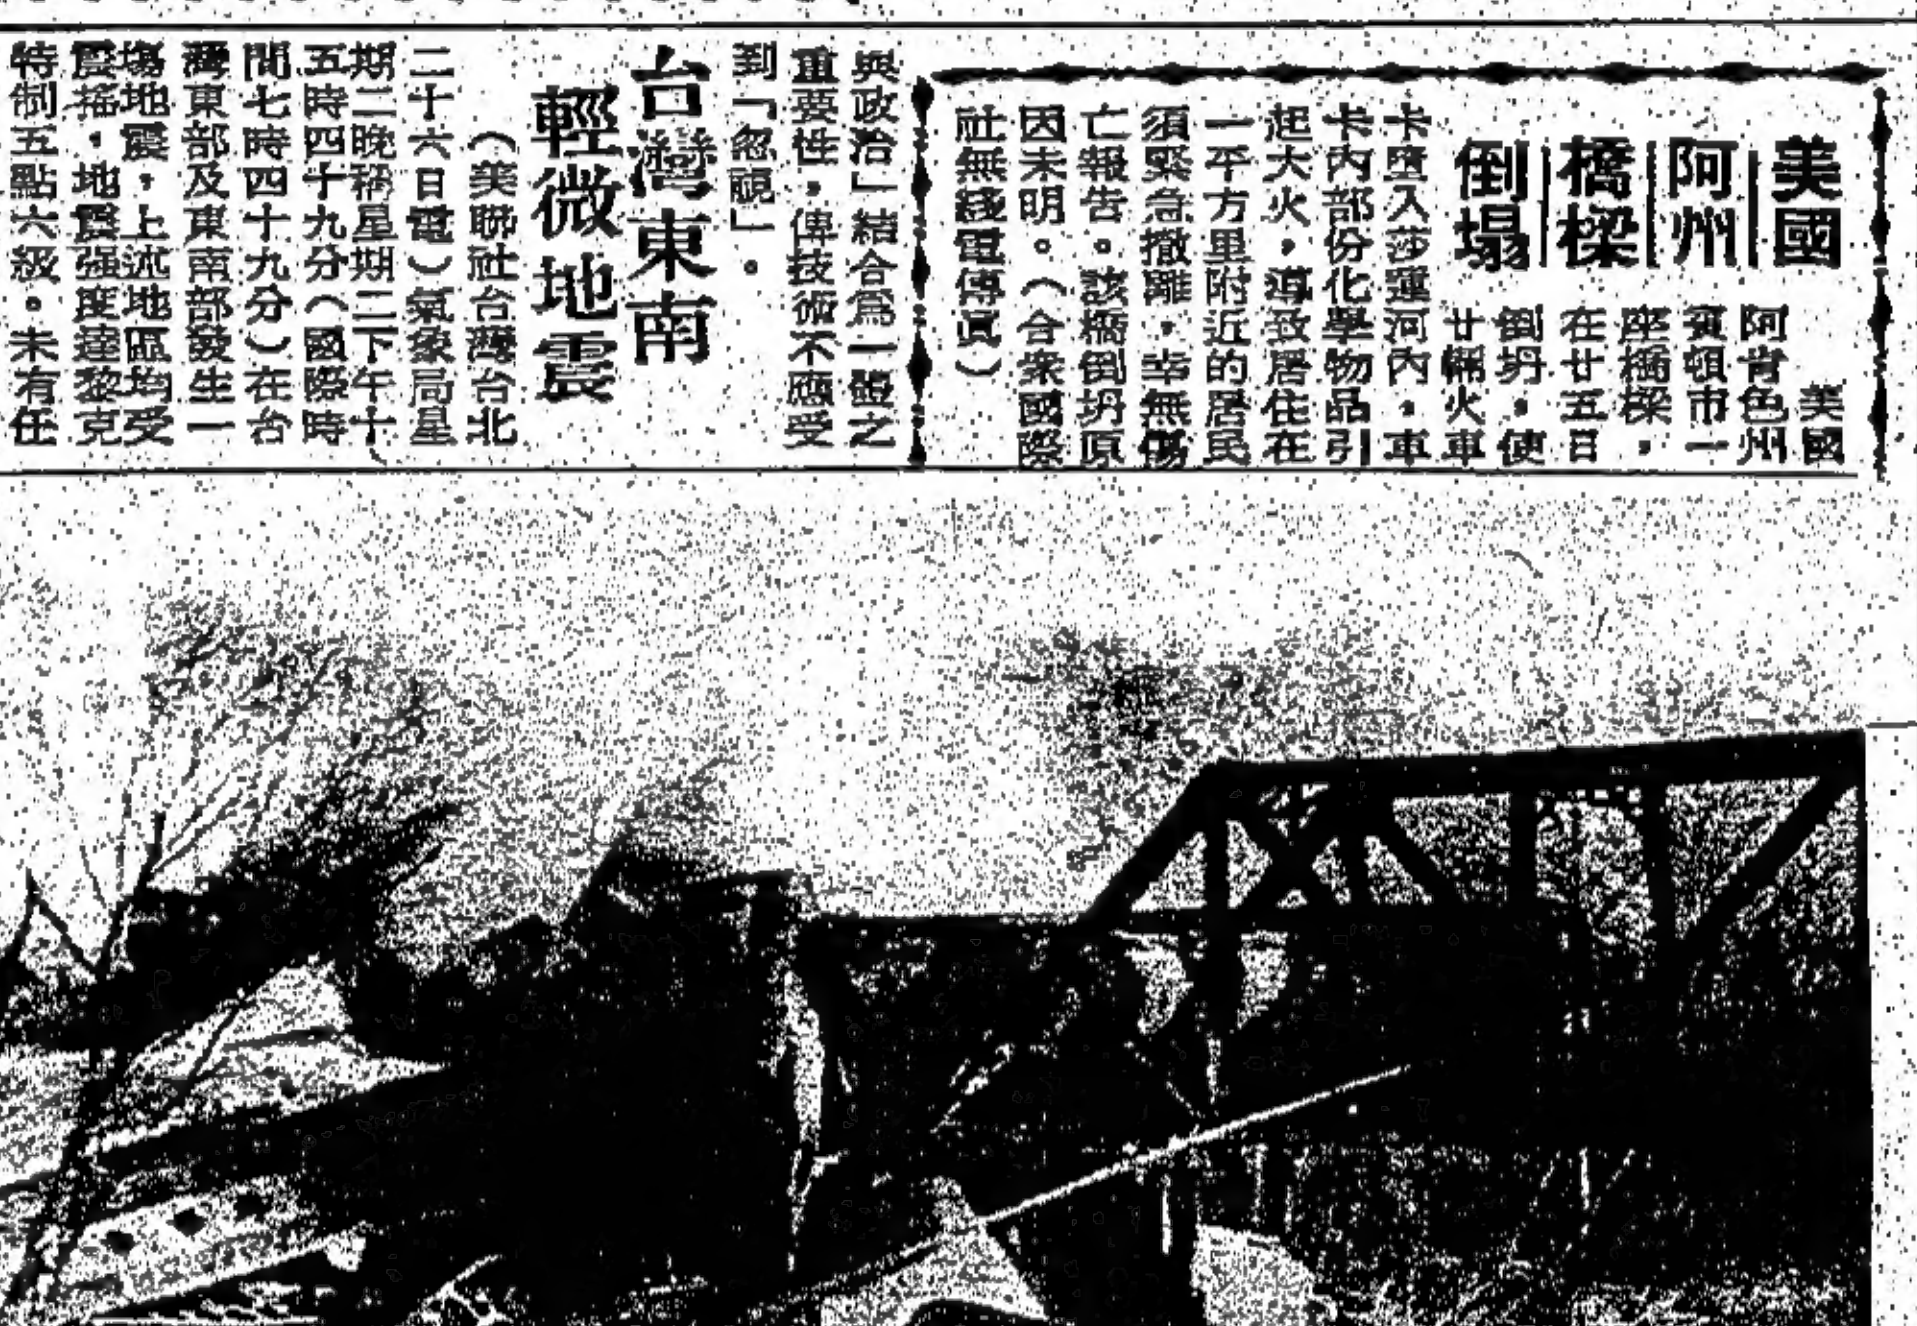 美國
阿州
橋樑
倒塌
美國
阿肯色州
賓頓市一
座橋樑，
在廿五日
倒坍，使
廿輛火車
卡墮入莎運河內，車
卡內部份化學物品引
起大火，導致居住在
一平方里附近的居民
須緊急撤離，幸無傷
亡報告。該橋倒坍原
因未明。（合衆國際
社無綫電傳眞）
與政治」結合爲一體之
重要性，傳技術不應受
到「忽視」。
台灣東南
輕微地震
（美聯社台灣台北
二十六日電）氣象局星
期二晚稱星期二下午十
五時四十九分（國際時
間七時四十九分）在台
灣東部及東南部發生一
塲地震，上述地區均受
震搖，地震强度達黎克
特制五點六級。未有任